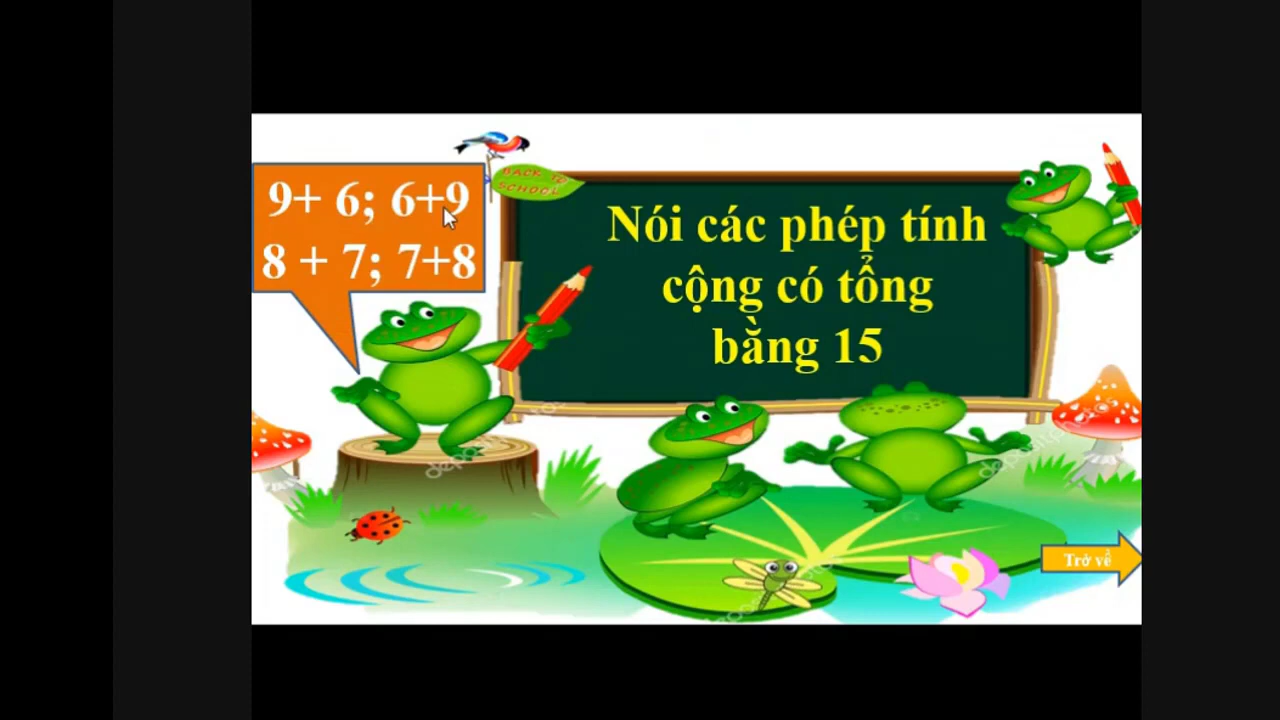 9+ 6; 6+9
8 + 7; 7+8
BACK TO
SCHOOL
Nói các phép tính
cộng có tổng
bằng 15
Trở về